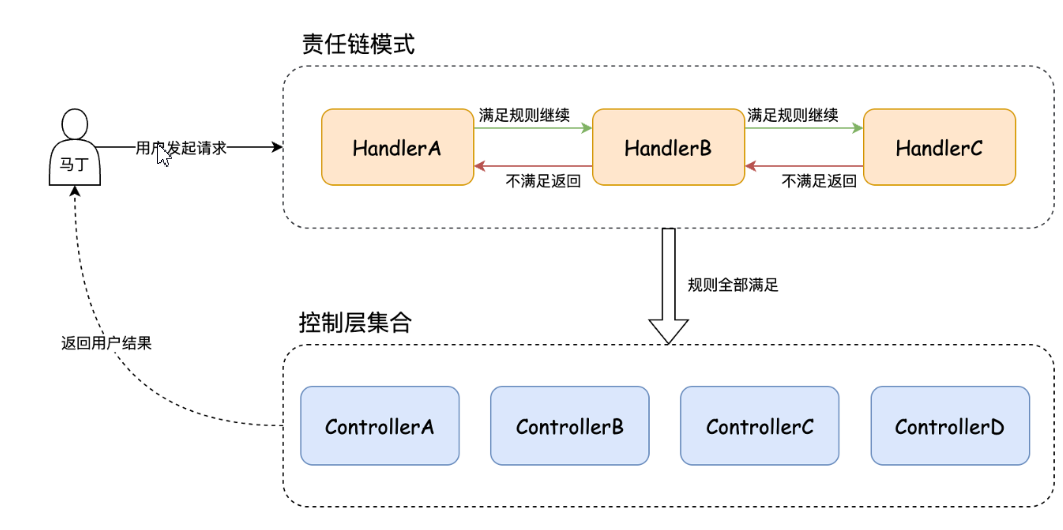 责任链模式
满足规则继续
满足规则继续
HandlerA
HandlerB
HandlerC
用户发起请求
马丁
不满足返回
不满足返回
规则全部满足
控制层集合
返回用户结果
ControllerA
ControllerB
ControllerC
ControllerD